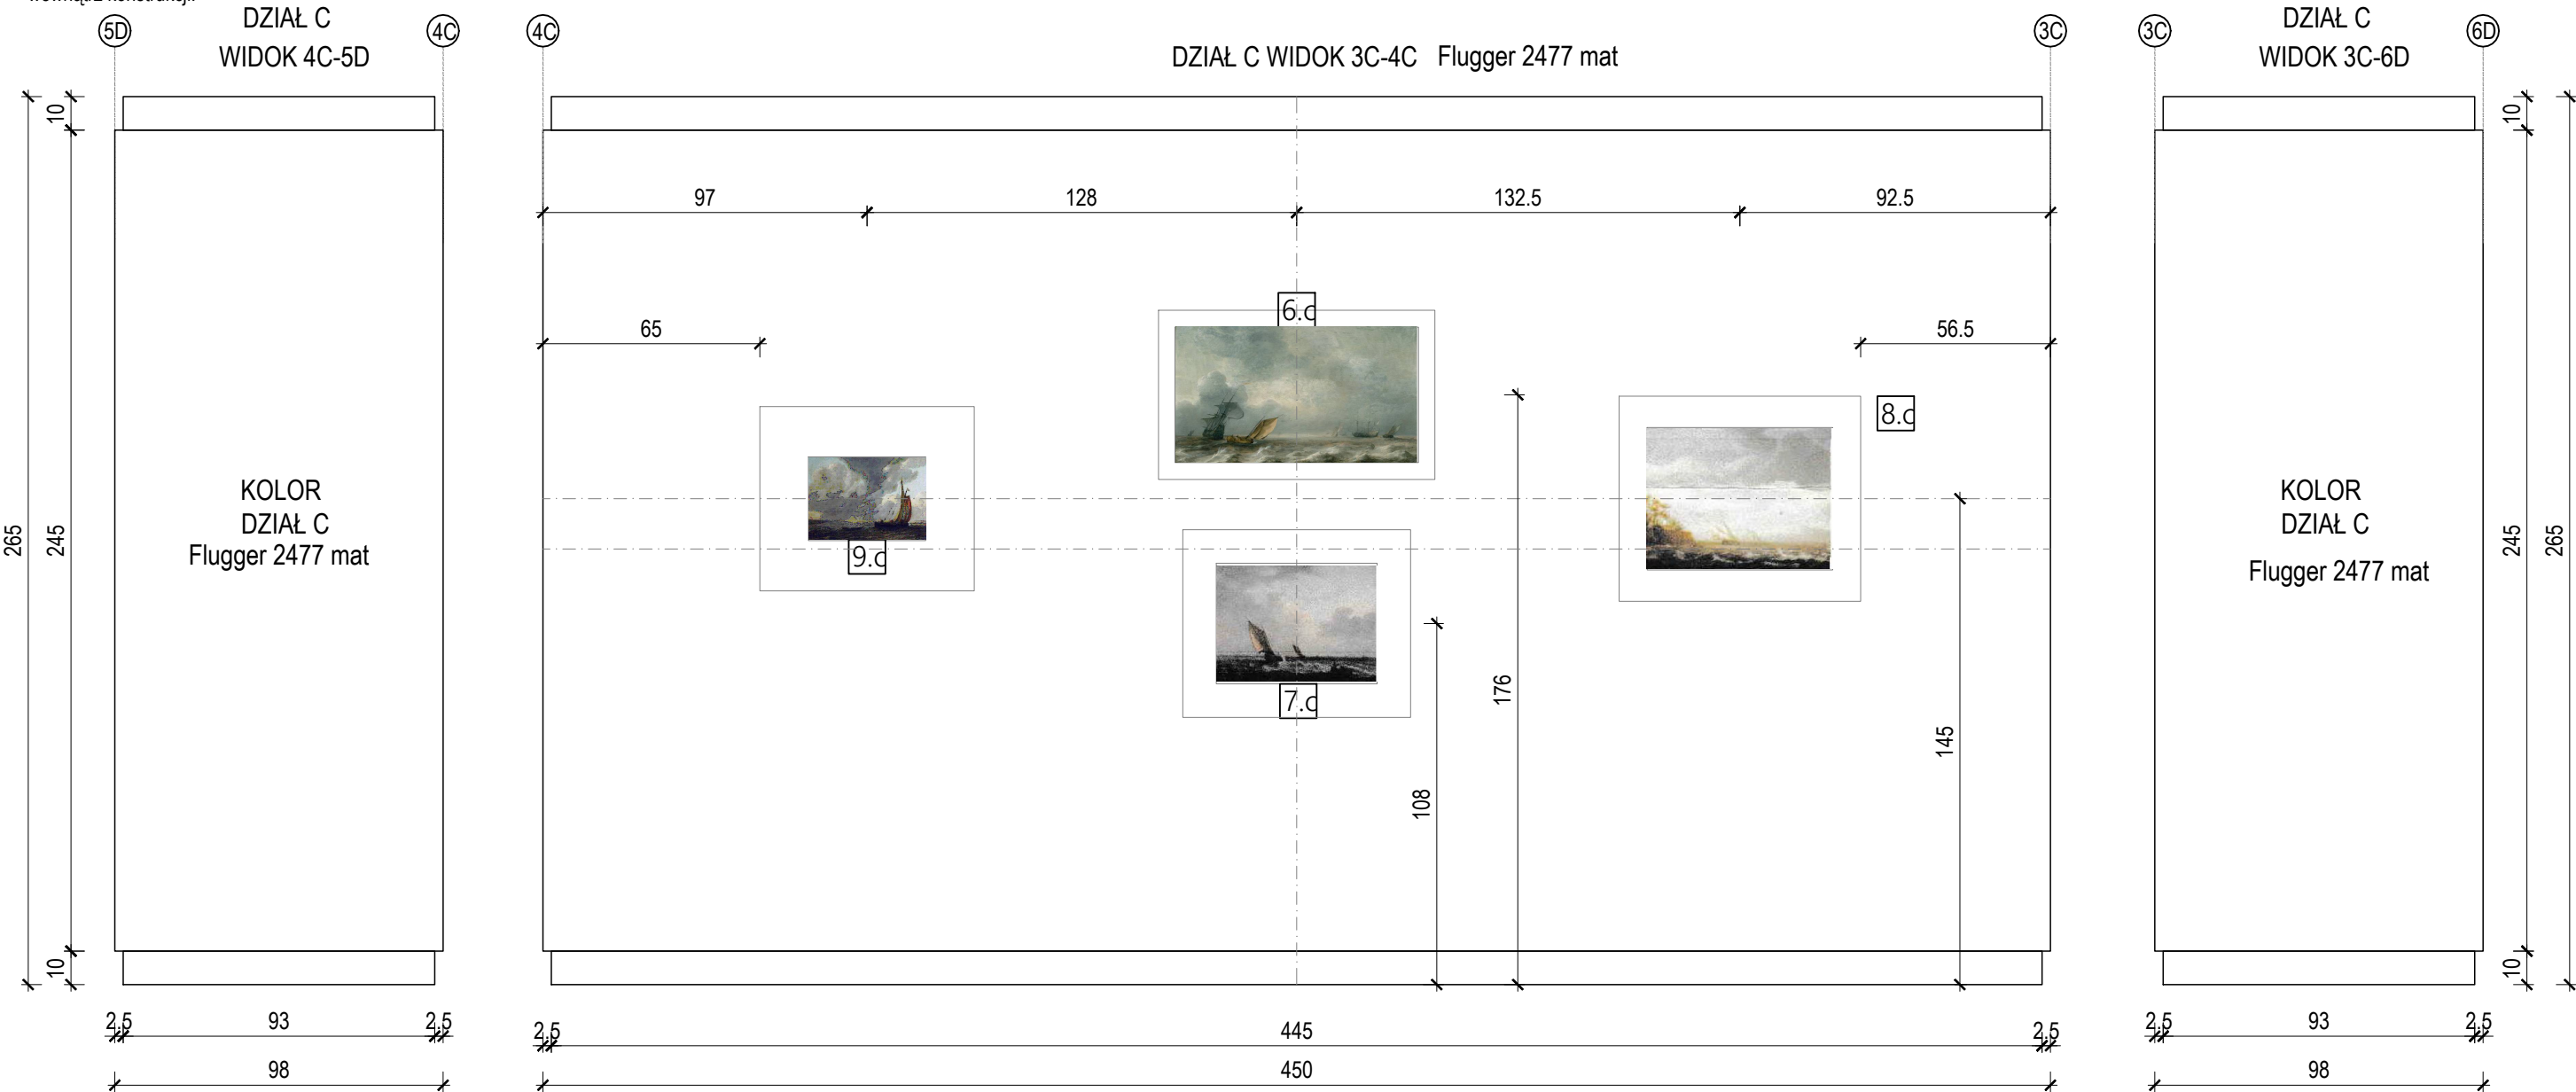 DZIAŁ C
WIDOK 4C-5D
5D
4C
4C
DZIAŁ C WIDOK 3C-4C Flugger 2477 mat
3C
3C
DZIAŁ C
WIDOK 3C-6D
6D
10
10
97
128
132.5
92.5
65
6.c
56.5
8.c
9.c
7.c
KOLOR
DZIAŁ C
Flugger 2477 mat
KOLOR
DZIAŁ C
Flugger 2477 mat
265
245
176
145
108
245
265
10
10
2.5
93
2.5
98
2.5
445
2.5
450
2.5
93
2.5
98